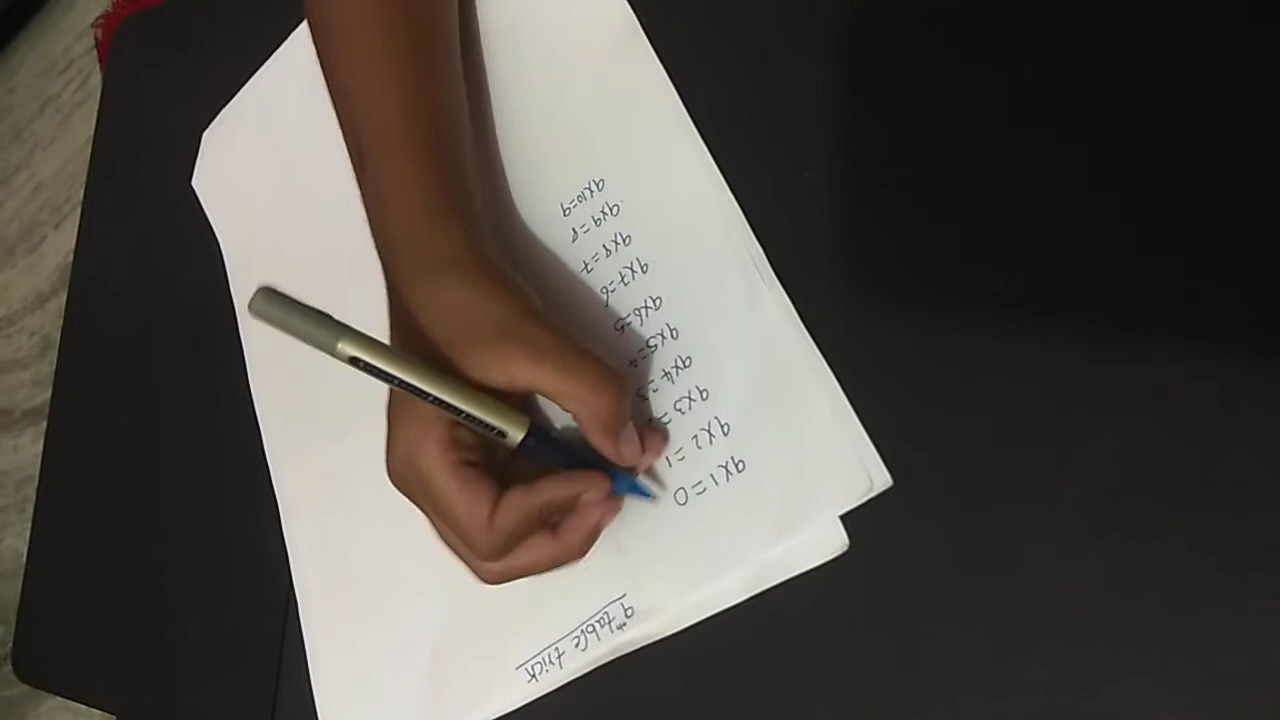 9th table trick
9x1=0
9x2=1
9x3=
9x4=3
9x5=4
9x6=5
9x7=6
9x8=7
9x9=8
9x10=9